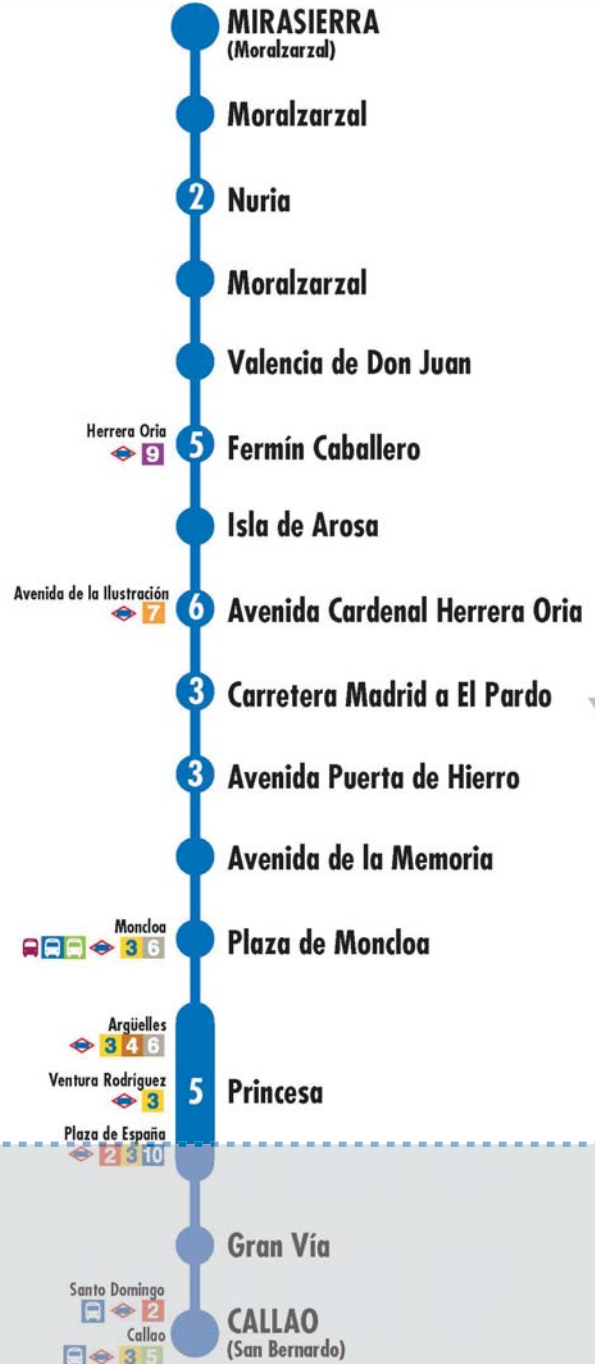 MIRASIERRA
(Moralzarzal)
Moralzarzal
2 Nuria
Moralzarzal
Valencia de Don Juan
Herrera Oria
9
5 Fermín Caballero
Isla de Arosa
Avenida de la Ilustración
7
6 Avenida Cardenal Herrera Oria
3 Carretera Madrid a El Pardo
3 Avenida Puerta de Hierro
Avenida de la Memoria
Moncloa
3 6
Plaza de Moncloa
Argüelles
3 4 6
Ventura Rodríguez
3
5 Princesa
Plaza de España
2 3 10
Gran Vía
Santo Domingo
2
Callao
3 5
CALLAO
(San Bernardo)